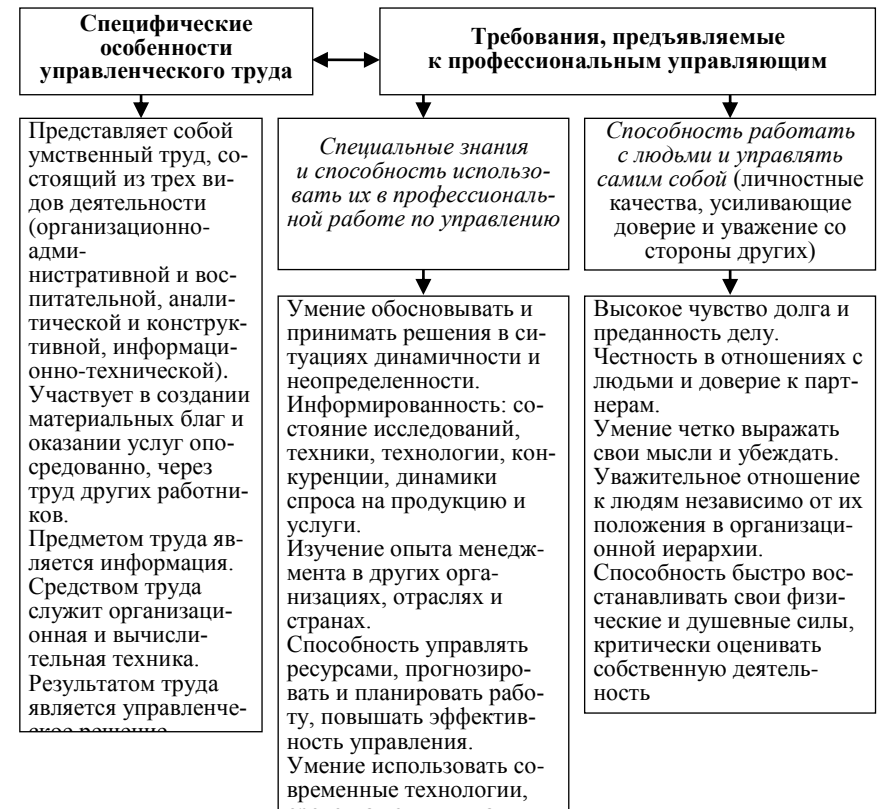 Специфические
особенности
управленческого труда
Требования, предъявляемые
к профессиональным управляющим
Представляет собой
умственный труд, со-
стоящий из трех ви-
дов деятельности
(организационно-
адми-
нистративной и вос-
питательной, анали-
тической и конструк-
тивной, информаци-
онно-технической).
Участвует в создании
материальных благ и
оказании услуг опо-
средованно, через
труд других работни-
ков.
Предметом труда яв-
ляется информация.
Средством труда
служит организаци-
онная и вычисли-
тельная техника.
Результатом труда
является управленче-
ское решение
Специальные знания
и способность использо-
вать их в профессиональ-
ной работе по управлению
Умение обосновывать и
принимать решения в си-
туациях динамичности и
неопределенности.
Информированность: со-
стояние исследований,
техники, технологии, кон-
куренции, динамики
спроса на продукцию и
услуги.
Изучение опыта менедж-
мента в других орга-
низациях, отраслях и
странах.
Способность управлять
ресурсами, прогнозиро-
вать и планировать рабо-
ту, повышать эффектив-
ность управления.
Умение использовать со-
временные технологии,
Способность работать
с людьми и управлять
самим собой (личностные
качества, усиливающие
доверие и уважение со
стороны других)
Высокое чувство долга и
преданность делу.
Честность в отношениях с
людьми и доверие к парт-
нерам.
Умение четко выражать
свои мысли и убеждать.
Уважительное отношение
к людям независимо от их
положения в организаци-
онной иерархии.
Способность быстро вос-
станавливать свои физи-
ческие и душевные силы,
критически оценивать
собственную деятель-
ность